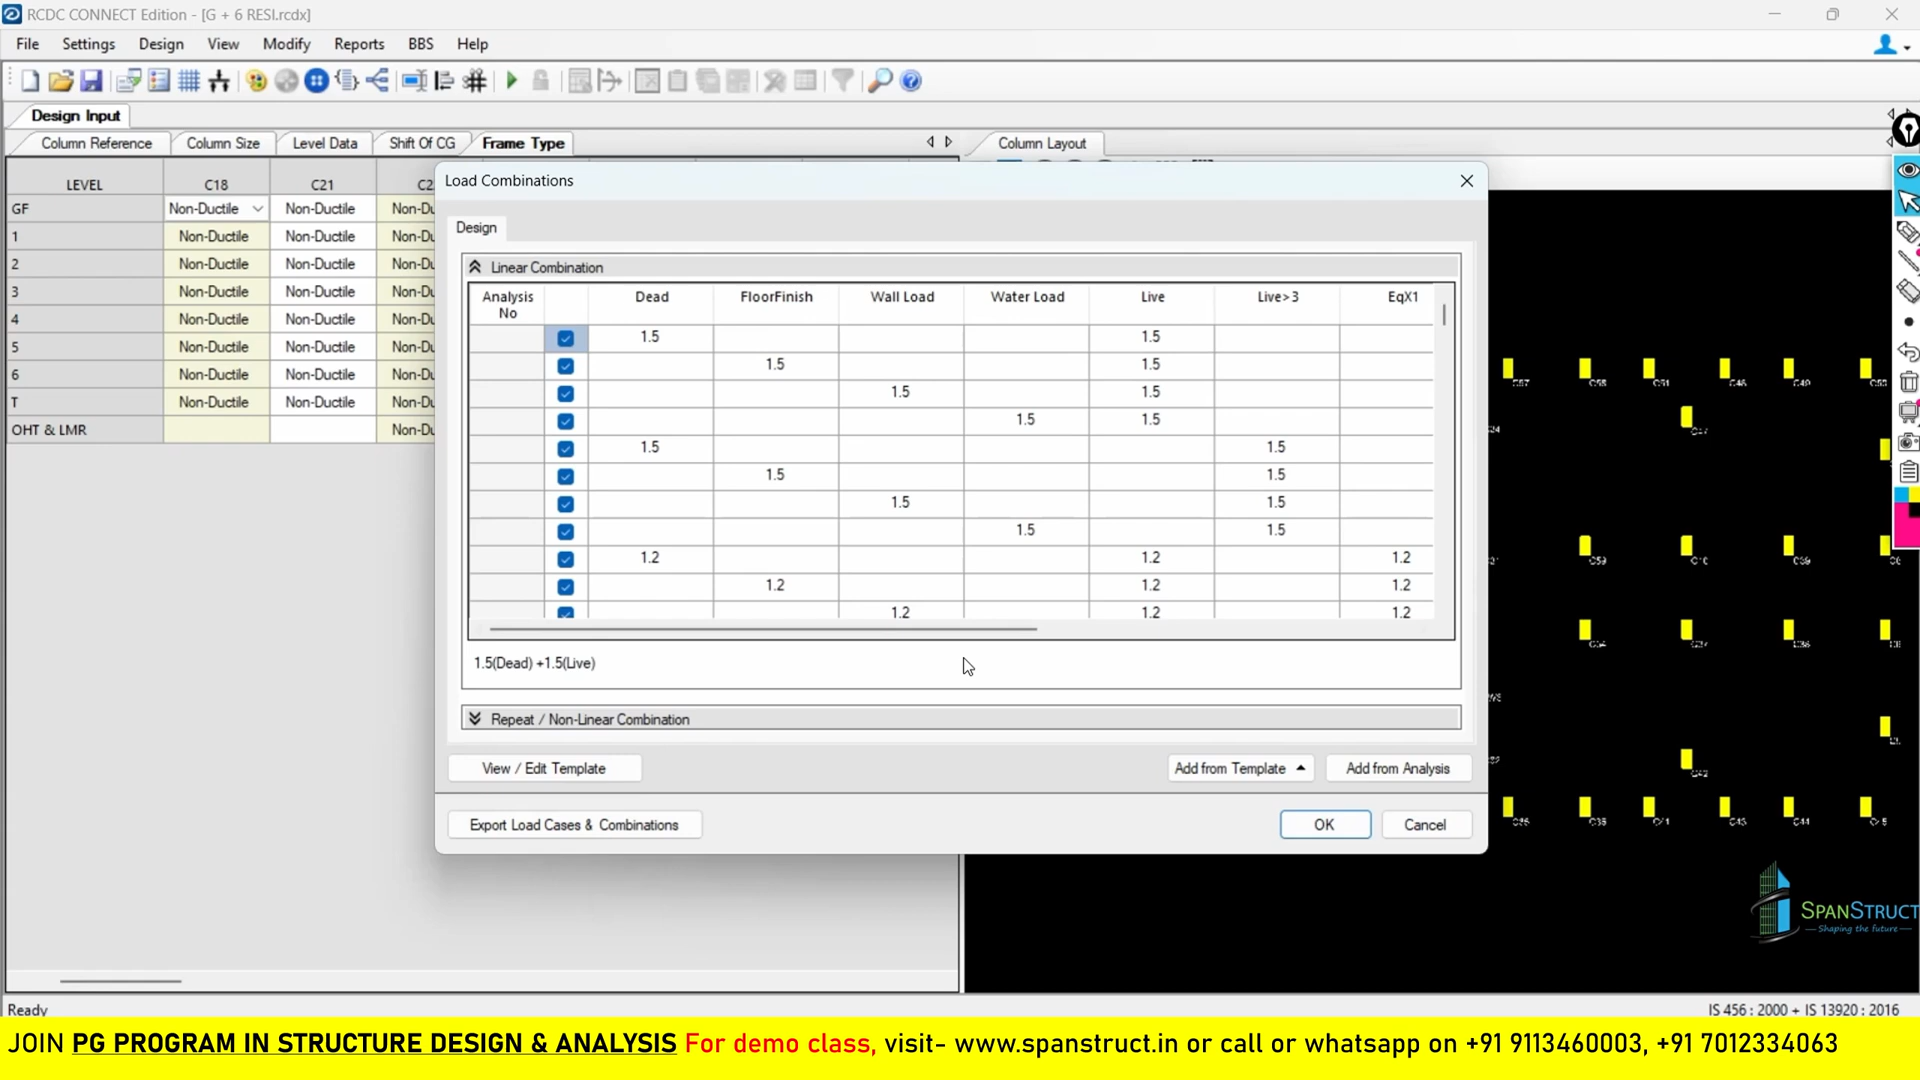 RCDC CONNECT Edition - [G + 6 RESI.rcdx]
File Settings Design View Modify Reports BBS Help
Design Input
Column Reference Column Size Level Data Shift Of CG Frame Type
Column Layout
LEVEL C18 C21
GF Non-Ductile Non-Ductile
1 Non-Ductile Non-Ductile
2 Non-Ductile Non-Ductile
3 Non-Ductile Non-Ductile
4 Non-Ductile Non-Ductile
5 Non-Ductile Non-Ductile
6 Non-Ductile Non-Ductile
T Non-Ductile Non-Ductile
OHT & LMR
Load Combinations
Design
Linear Combination
Analysis No Dead FloorFinish Wall Load Water Load Live Live>3 EqX1
1.5 1.5
1.5 1.5
1.5 1.5
1.5 1.5
1.5 1.5
1.5 1.5
1.5 1.5
1.5 1.5
1.2 1.2 1.2
1.2 1.2 1.2
1.2 1.2 1.2
1.5(Dead) +1.5(Live)
Repeat / Non-Linear Combination
View / Edit Template Add from Template Add from Analysis
Export Load Cases & Combinations OK Cancel
SPANSTRUCT
Shaping the future
Ready
IS 456 : 2000 + IS 13920 : 2016
JOIN PG PROGRAM IN STRUCTURE DESIGN & ANALYSIS For demo class, visit- www.spanstruct.in or call or whatsapp on +91 9113460003, +91 7012334063